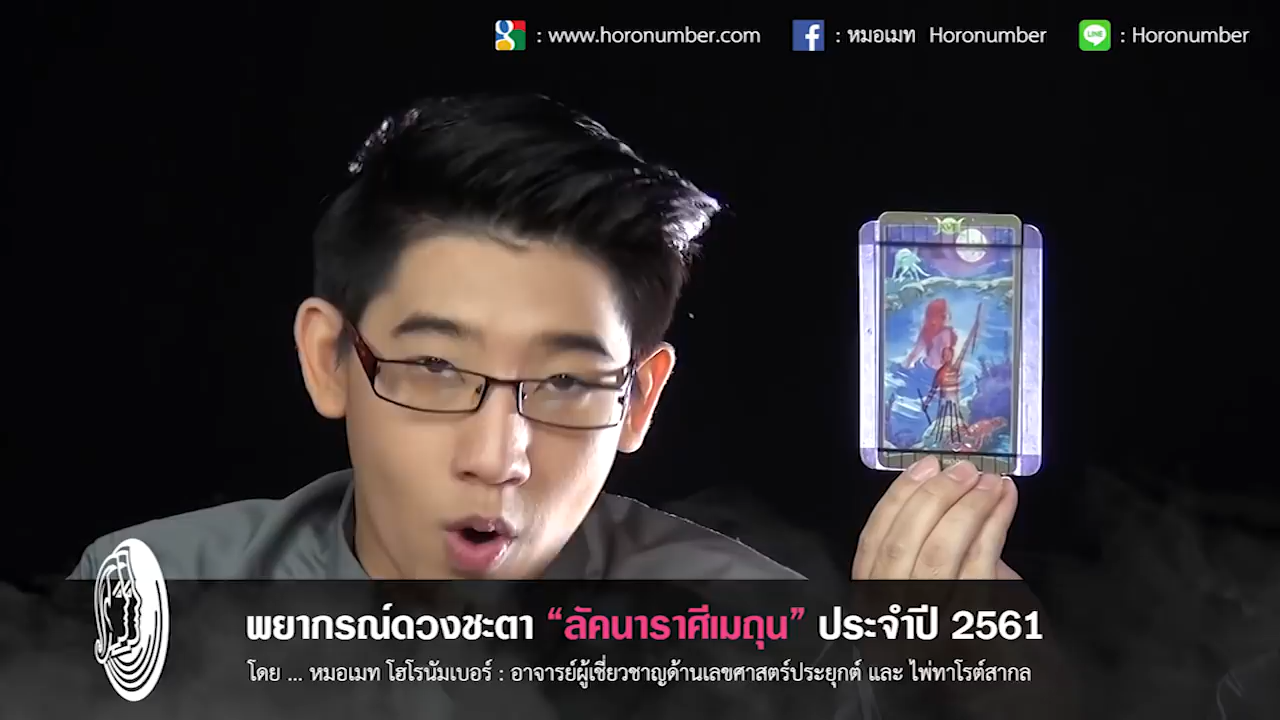 : www.horonumber.com
: หมอเมท Horonumber
LINE : Horonumber
พยากรณ์ดวงชะตา “ลัคนาราศีเมถุน” ประจำปี 2561
โดย ... หมอเมท โฮโรนัมเบอร์ : อาจารย์ผู้เชี่ยวชาญด้านเลขศาสตร์ประยุกต์ และ ไพ่ทาโรต์สากล